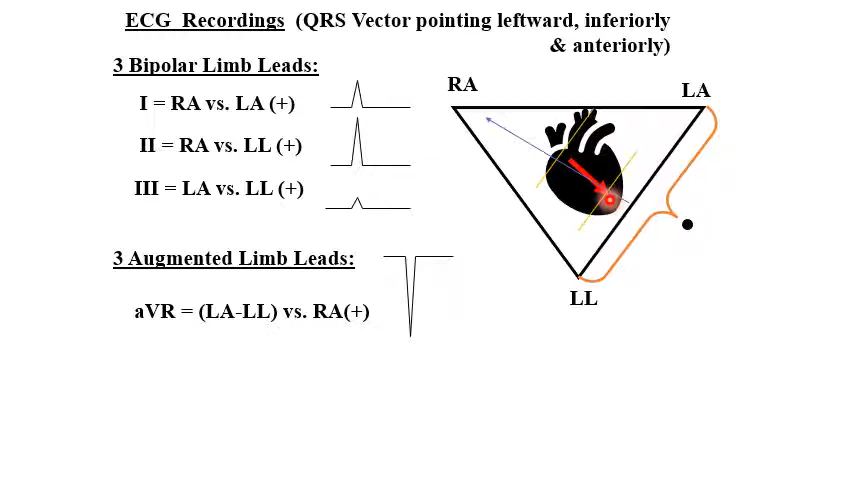 ECG Recordings (QRS Vector pointing leftward, inferiorly
& anteriorly)
3 Bipolar Limb Leads:
I = RA vs. LA (+)
II = RA vs. LL (+)
III = LA vs. LL (+)
3 Augmented Limb Leads:
aVR = (LA-LL) vs. RA(+)
RA
LA
LL